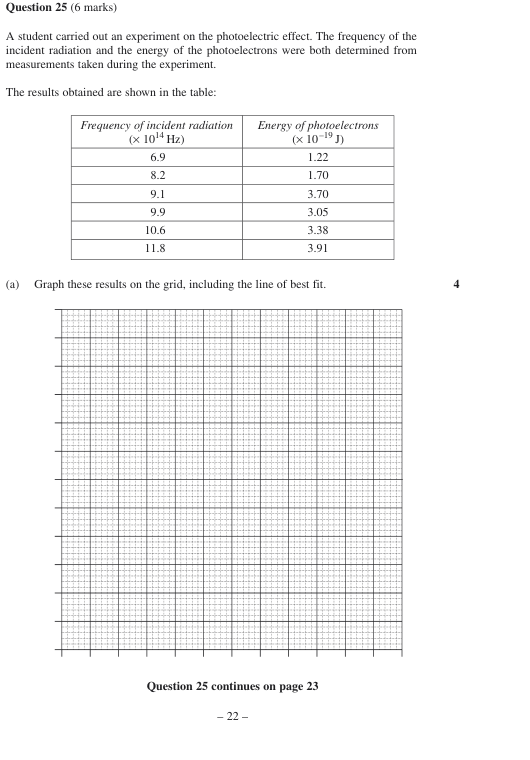 Question 25 (6 marks)
A student carried out an experiment on the photoelectric effect. The frequency of the
incident radiation and the energy of the photoelectrons were both determined from
measurements taken during the experiment.
The results obtained are shown in the table:
Frequency of incident radiation Energy of photoelectrons
(× 10¹⁴ Hz) (× 10⁻¹⁹ J)
6.9 1.22
8.2 1.70
9.1 3.70
9.9 3.05
10.6 3.38
11.8 3.91
(a) Graph these results on the grid, including the line of best fit. 4
Question 25 continues on page 23
– 22 –